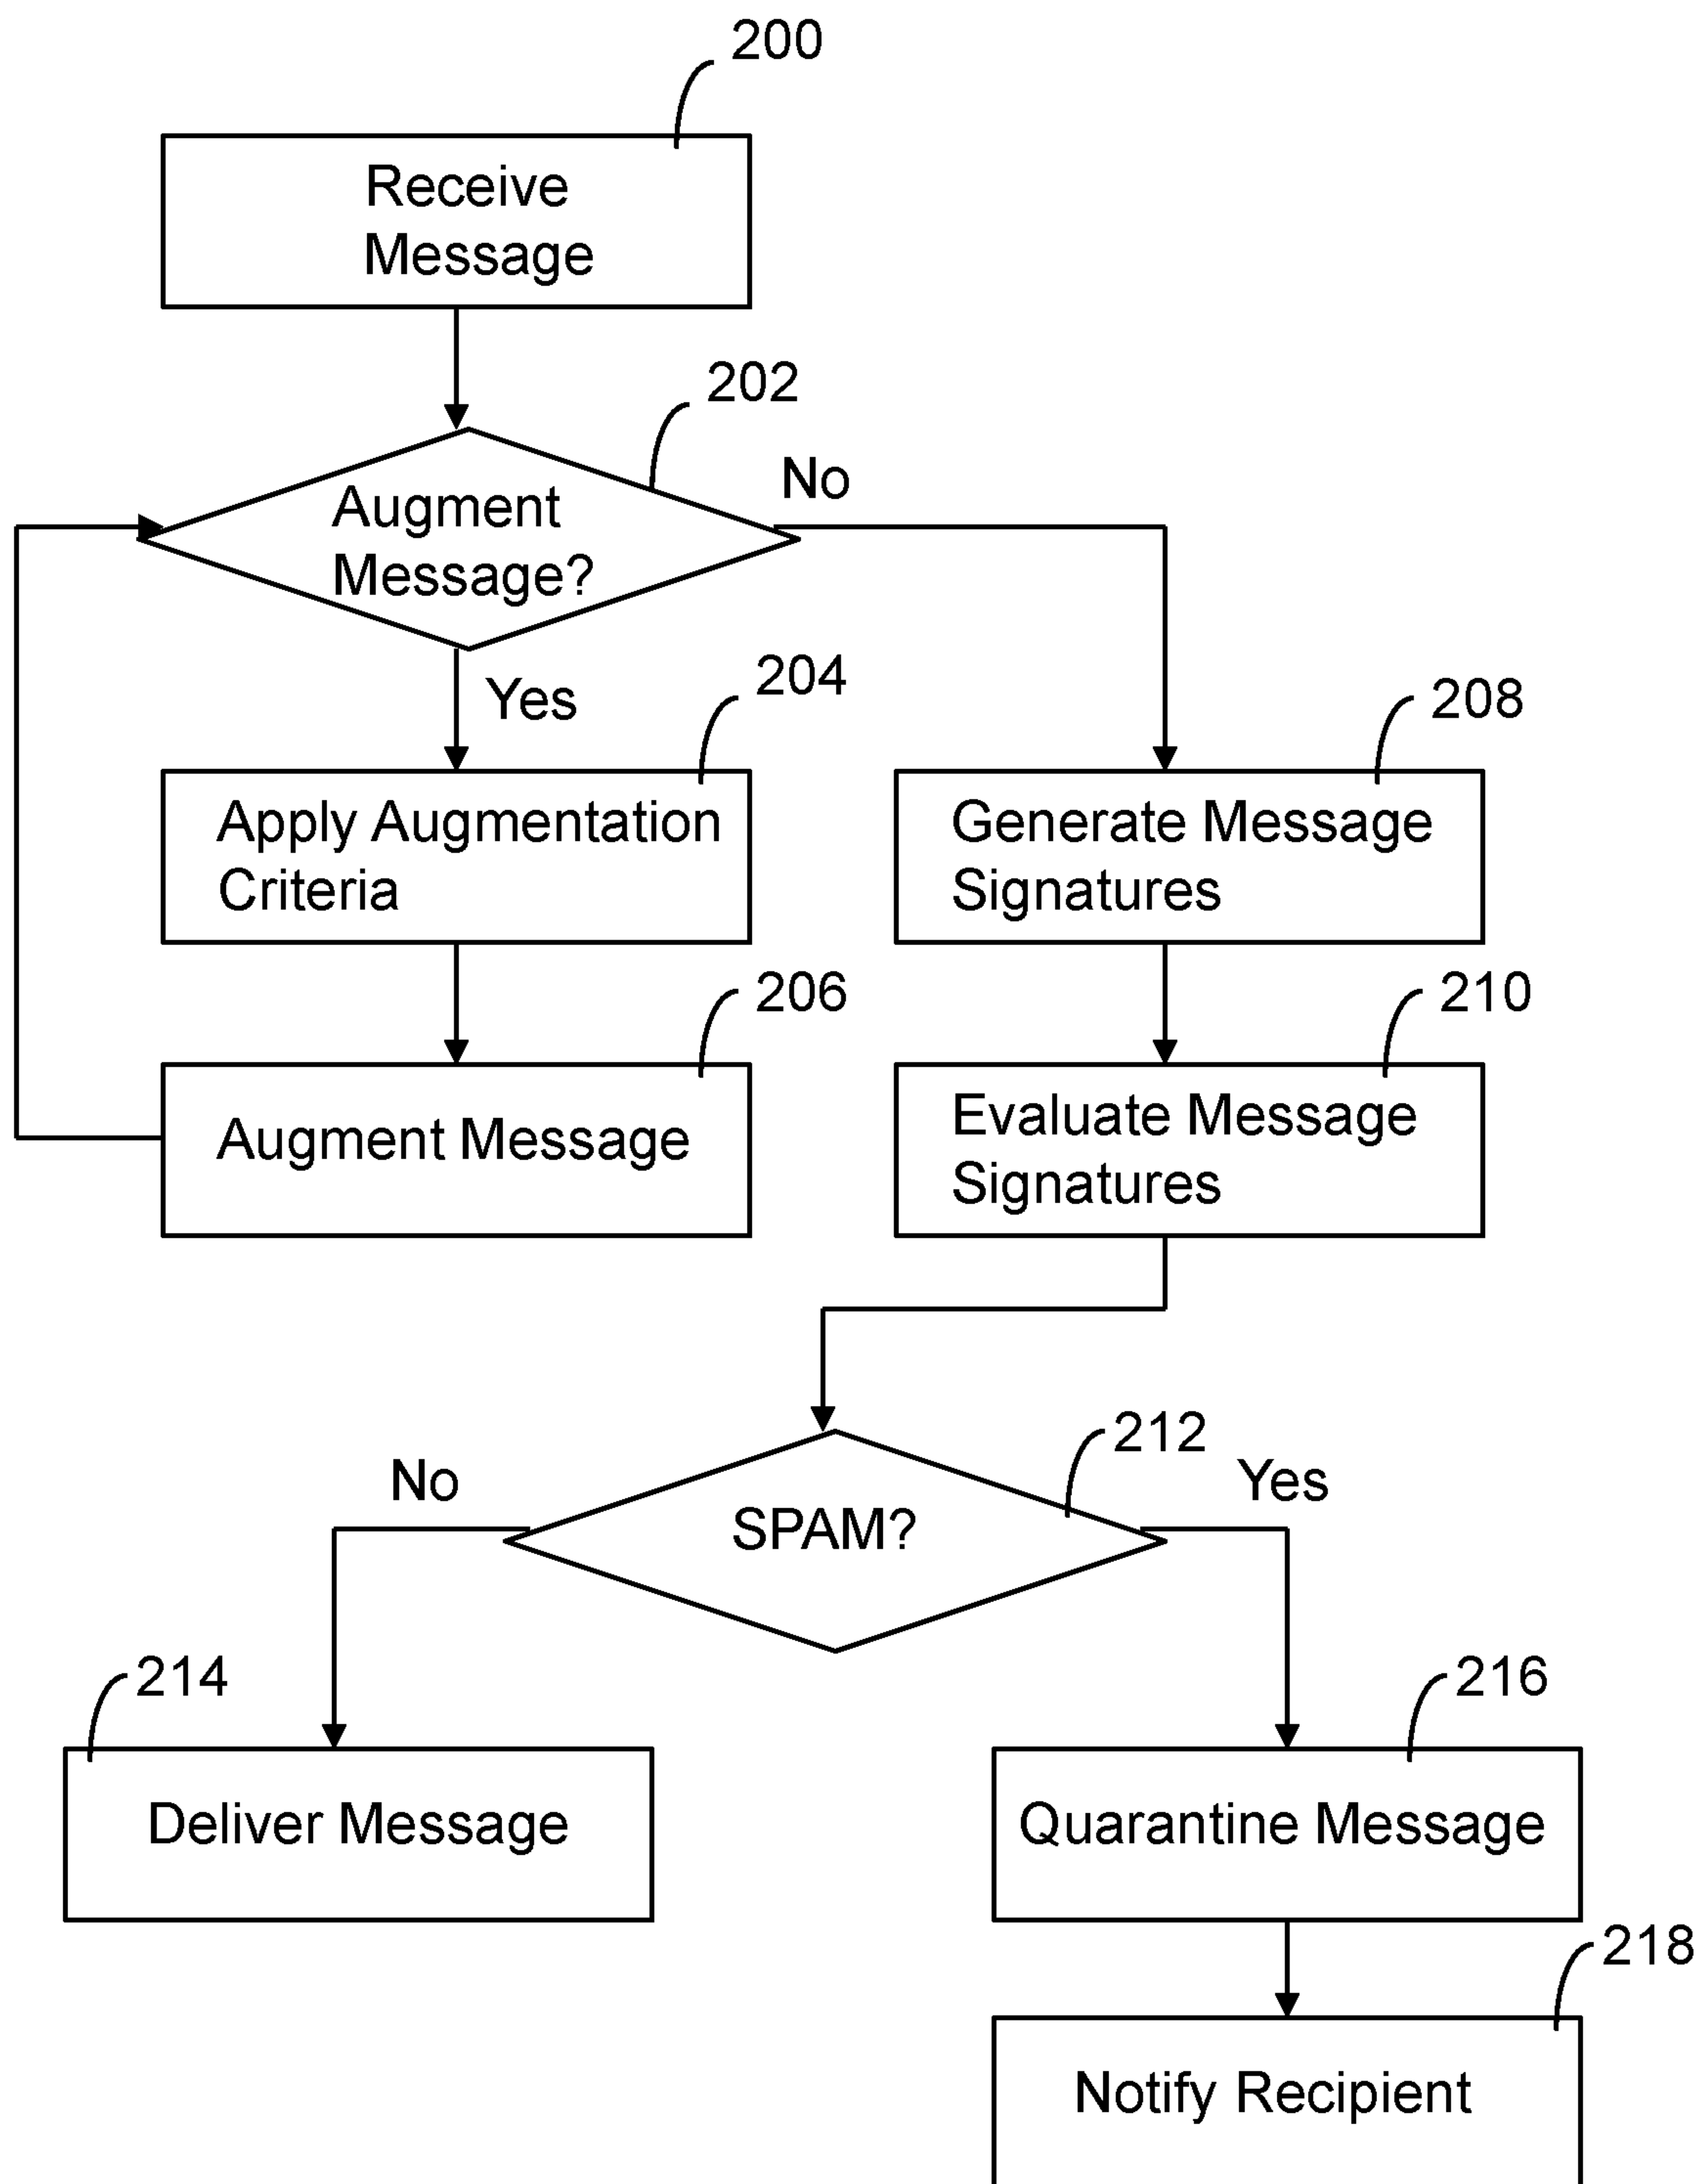 200
Receive
Message
202
No
Augment
Message?
Yes
204
208
Apply Augmentation
Criteria
Generate Message
Signatures
206
210
Augment Message
Evaluate Message
Signatures
212
No
Yes
SPAM?
214
216
Deliver Message
Quarantine Message
218
Notify Recipient